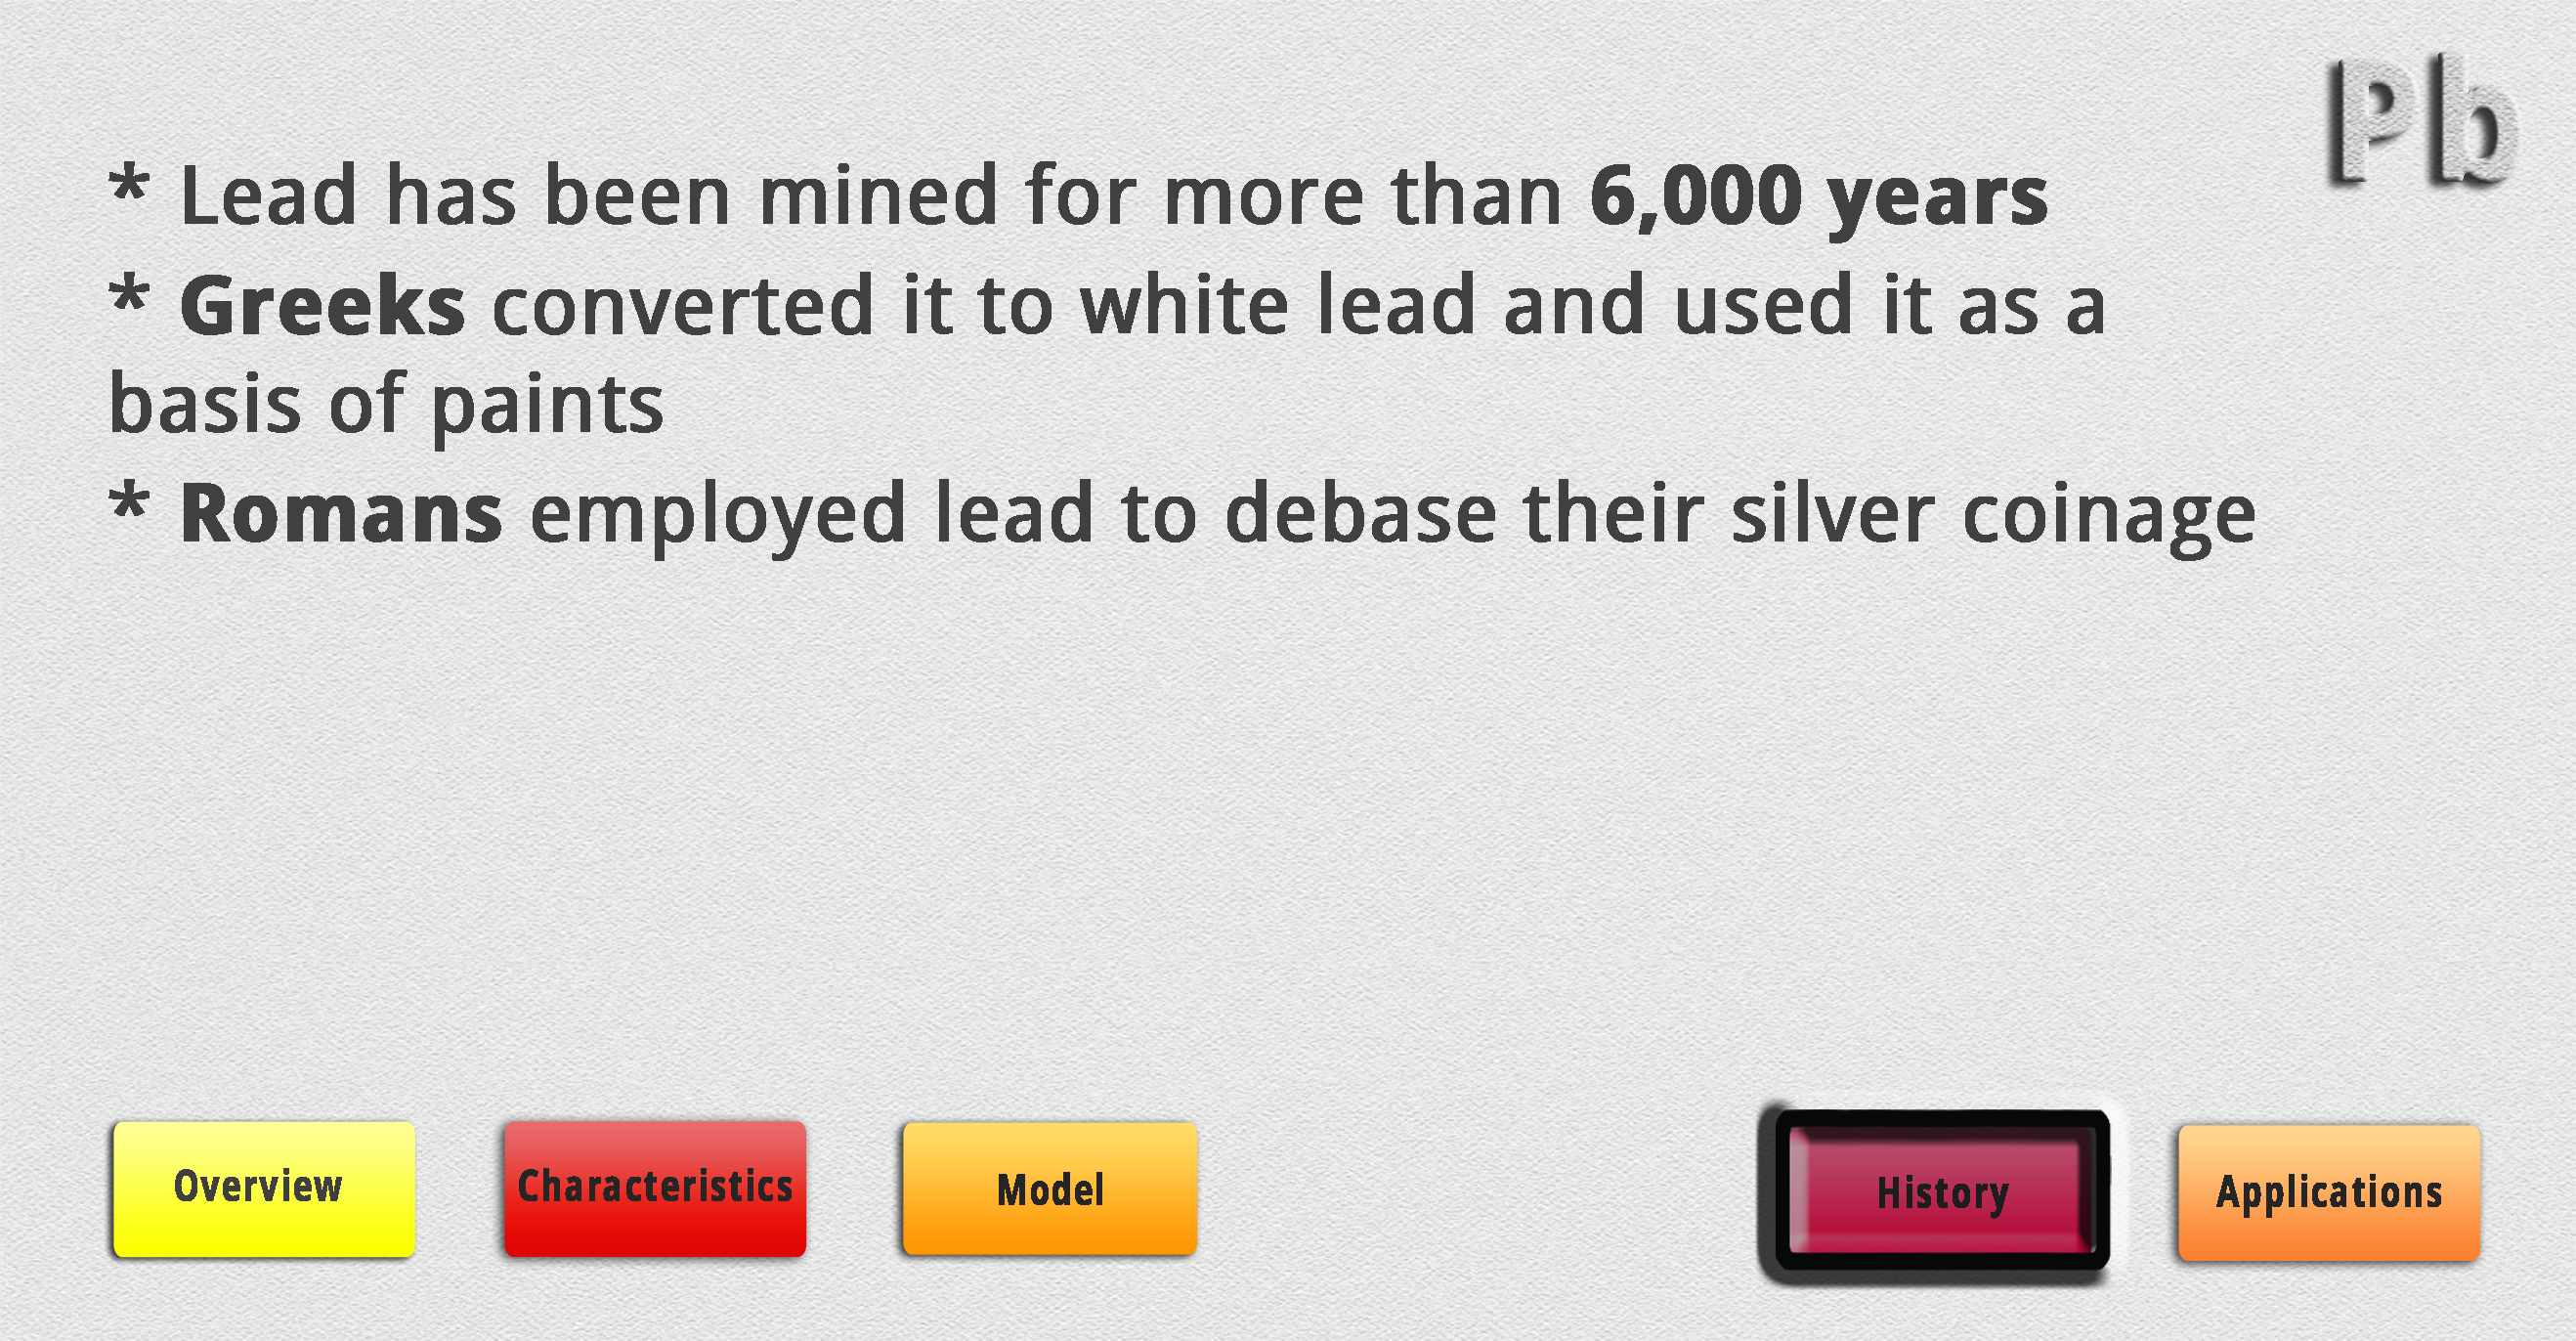 Pb
* Lead has been mined for more than 6,000 years
* Greeks converted it to white lead and used it as a
basis of paints
* Romans employed lead to debase their silver coinage
Overview
Characteristics
Model
History
Applications